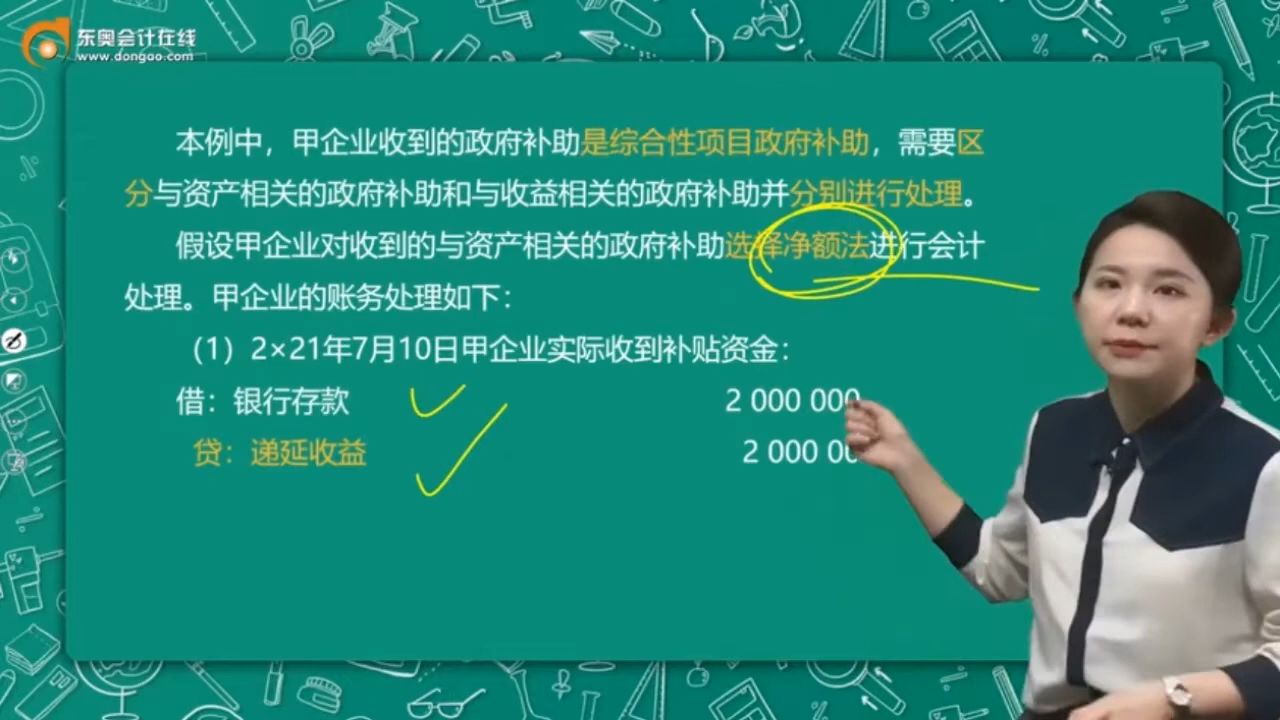 东奥会计在线
www.dongao.com
本例中，甲企业收到的政府补助是综合性项目政府补助，需要区
分与资产相关的政府补助和与收益相关的政府补助并分别进行处理。
假设甲企业对收到的与资产相关的政府补助选择净额法进行会计
处理。甲企业的账务处理如下：
（1）2×21年7月10日甲企业实际收到补贴资金：
借：银行存款 2 000 000
贷：递延收益 2 000 00